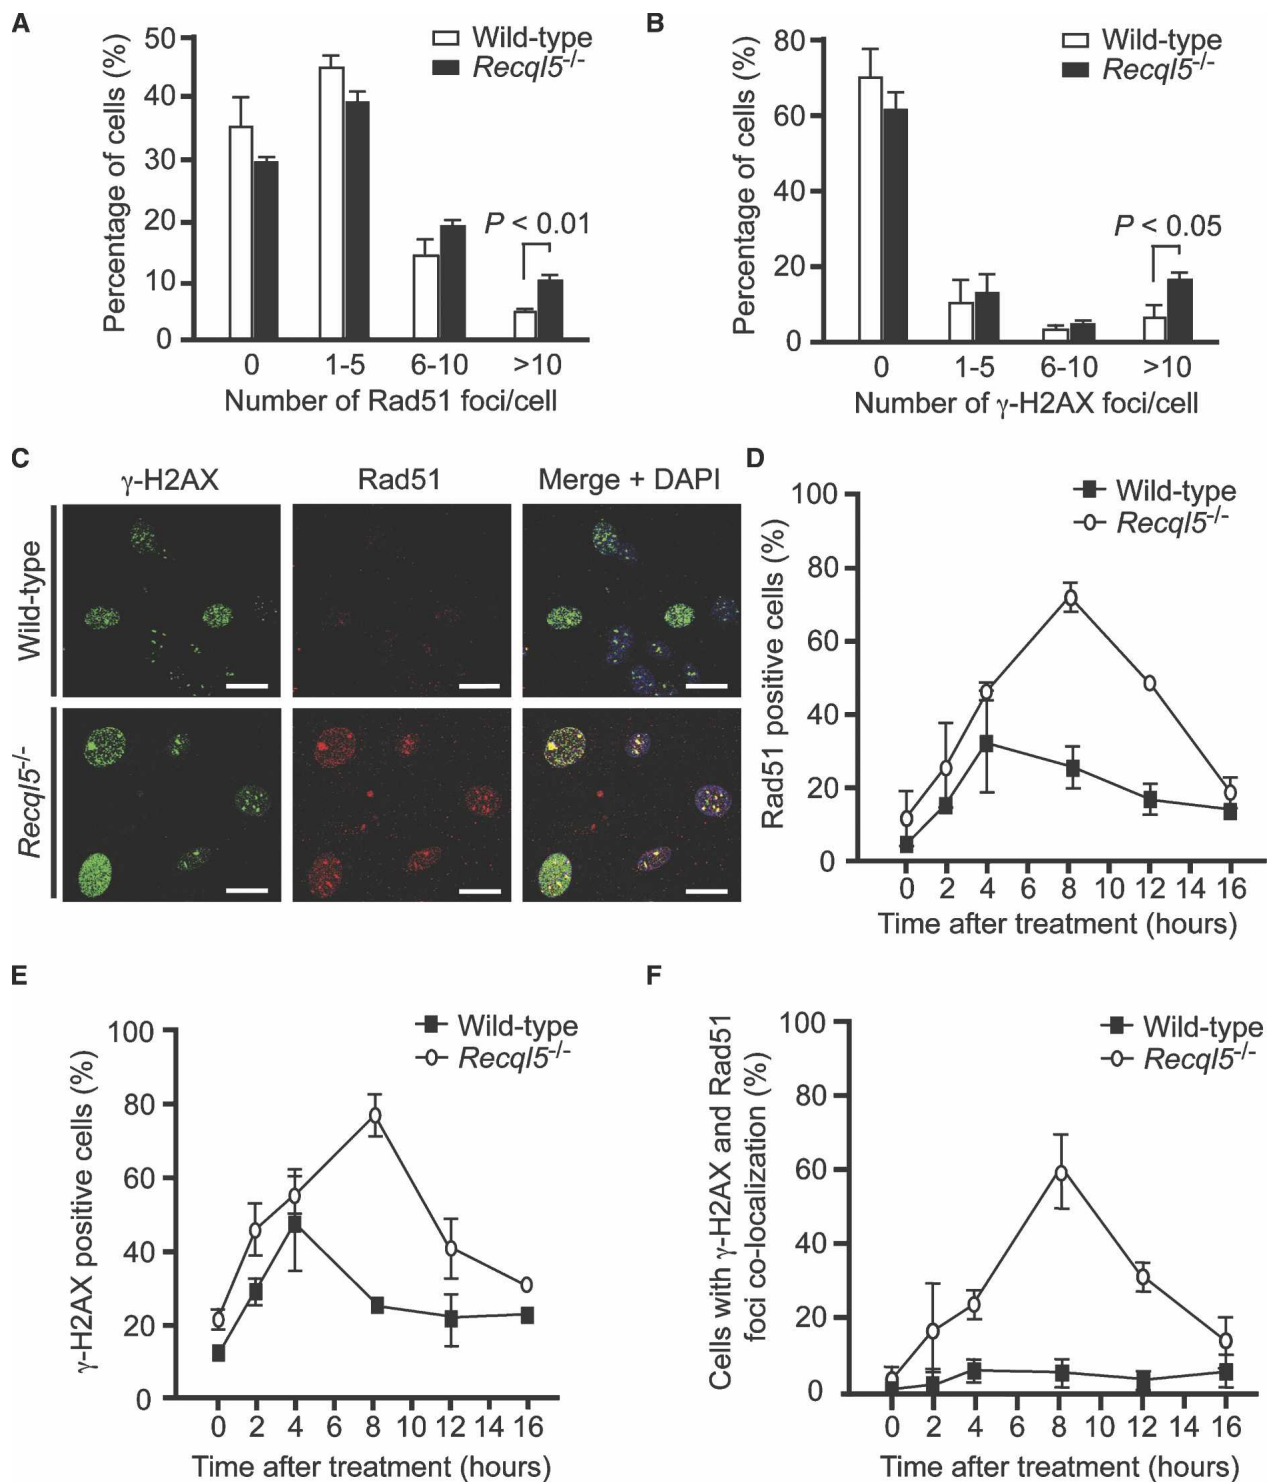 A
Percentage of cells (%)
50
40
30
20
10
0
Wild-type
Recql5-/-
P < 0.01
0 1-5 6-10 >10
Number of Rad51 foci/cell
B
Percentage of cells (%)
80
60
40
20
0
Wild-type
Recql5-/-
P < 0.05
0 1-5 6-10 >10
Number of γ-H2AX foci/cell
C
γ-H2AX Rad51 Merge + DAPI
Wild-type
Recql5-/-
D
Rad51 positive cells (%)
100
80
60
40
20
0
Wild-type
Recql5-/-
0 2 4 6 8 10 12 14 16
Time after treatment (hours)
E
γ-H2AX positive cells (%)
100
80
60
40
20
0
Wild-type
Recql5-/-
0 2 4 6 8 10 12 14 16
Time after treatment (hours)
F
Cells with γ-H2AX and Rad51
foci co-localization (%)
100
80
60
40
20
0
Wild-type
Recql5-/-
0 2 4 6 8 10 12 14 16
Time after treatment (hours)